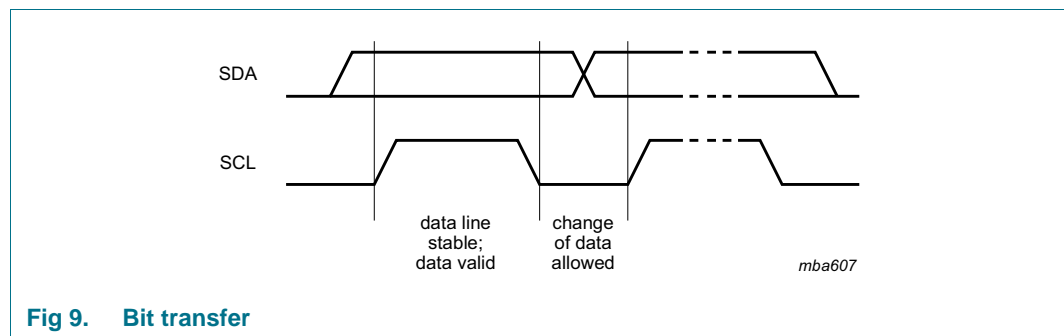 SDA
SCL
data line
stable;
data valid
change
of data
allowed
mba607
Fig 9. Bit transfer